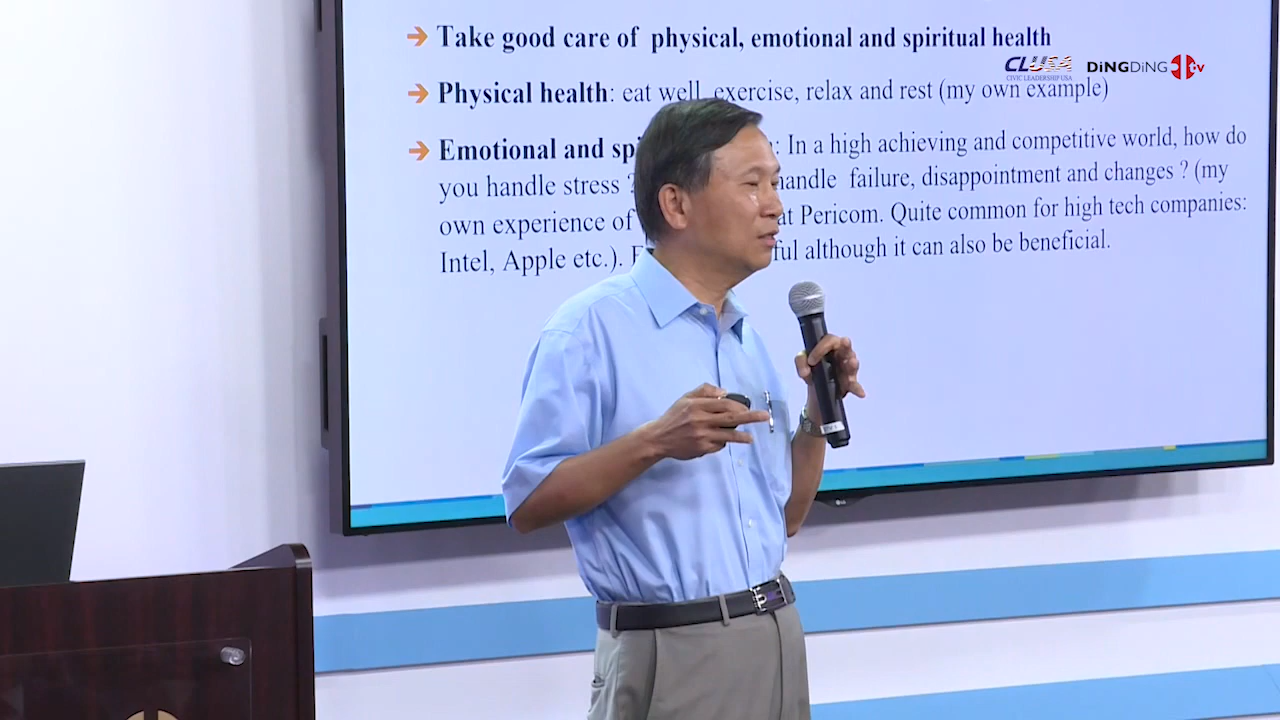 Take good care of physical, emotional and spiritual health
CLUSA
CIVIC LEADERSHIP USA
DiNGDiNG tv
Physical health: eat well, exercise, relax and rest (my own example)
Emotional and : In a high achieving and competitive world, how do
you handle stress ? handle failure, disappointment and changes ? (my
own experience of at Pericom. Quite common for high tech companies:
Intel, Apple etc.). although it can also be beneficial.
LG